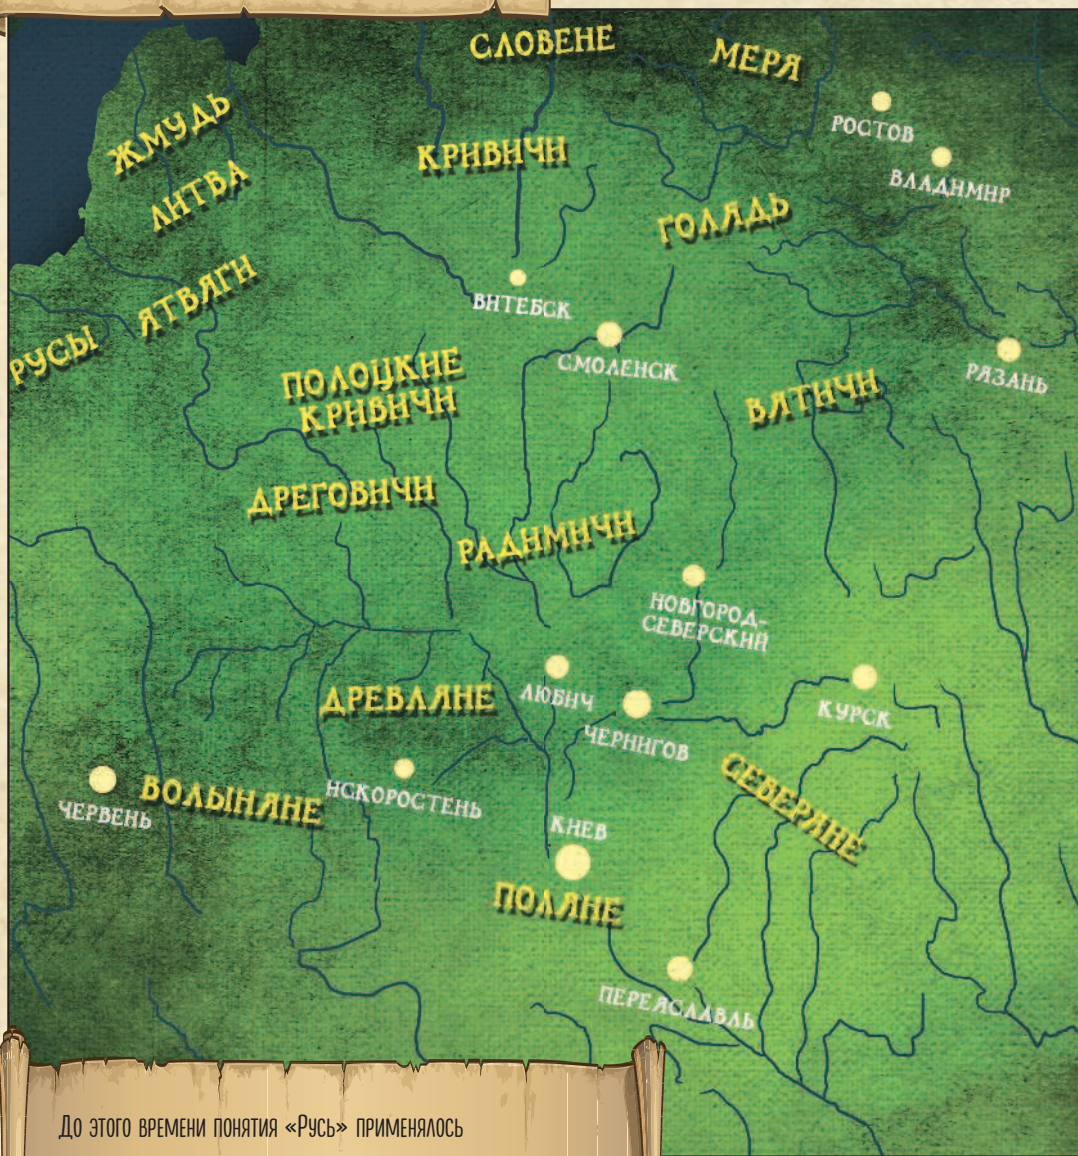 СЛОВЕНЕ
МЕРЯ
ЖМУДЬ
РОСТОВ
КРИВИЧИ
ВЛАДИМИР
ЛИТВА
ГОЛЯДЬ
ЯТВЯГИ
ВИТЕБСК
РУСЫ
СМОЛЕНСК
РЯЗАНЬ
ПОЛОЦКИЕ
КРИВИЧИ
ВЯТИЧИ
ДРЕГОВИЧИ
РАДИМИЧИ
НОВГОРОД-
СЕВЕРСКИЙ
ДРЕВЛЯНЕ
ЛЮБИЧ
КУРСК
ЧЕРНИГОВ
СЕВЕРЯНЕ
ВОЛЫНЯНЕ
ИСКОРОСТЕНЬ
ЧЕРВЕНЬ
КИЕВ
ПОЛЯНЕ
ПЕРЕЯСЛАВЛЬ
До этого времени понятия «Русь» применялось